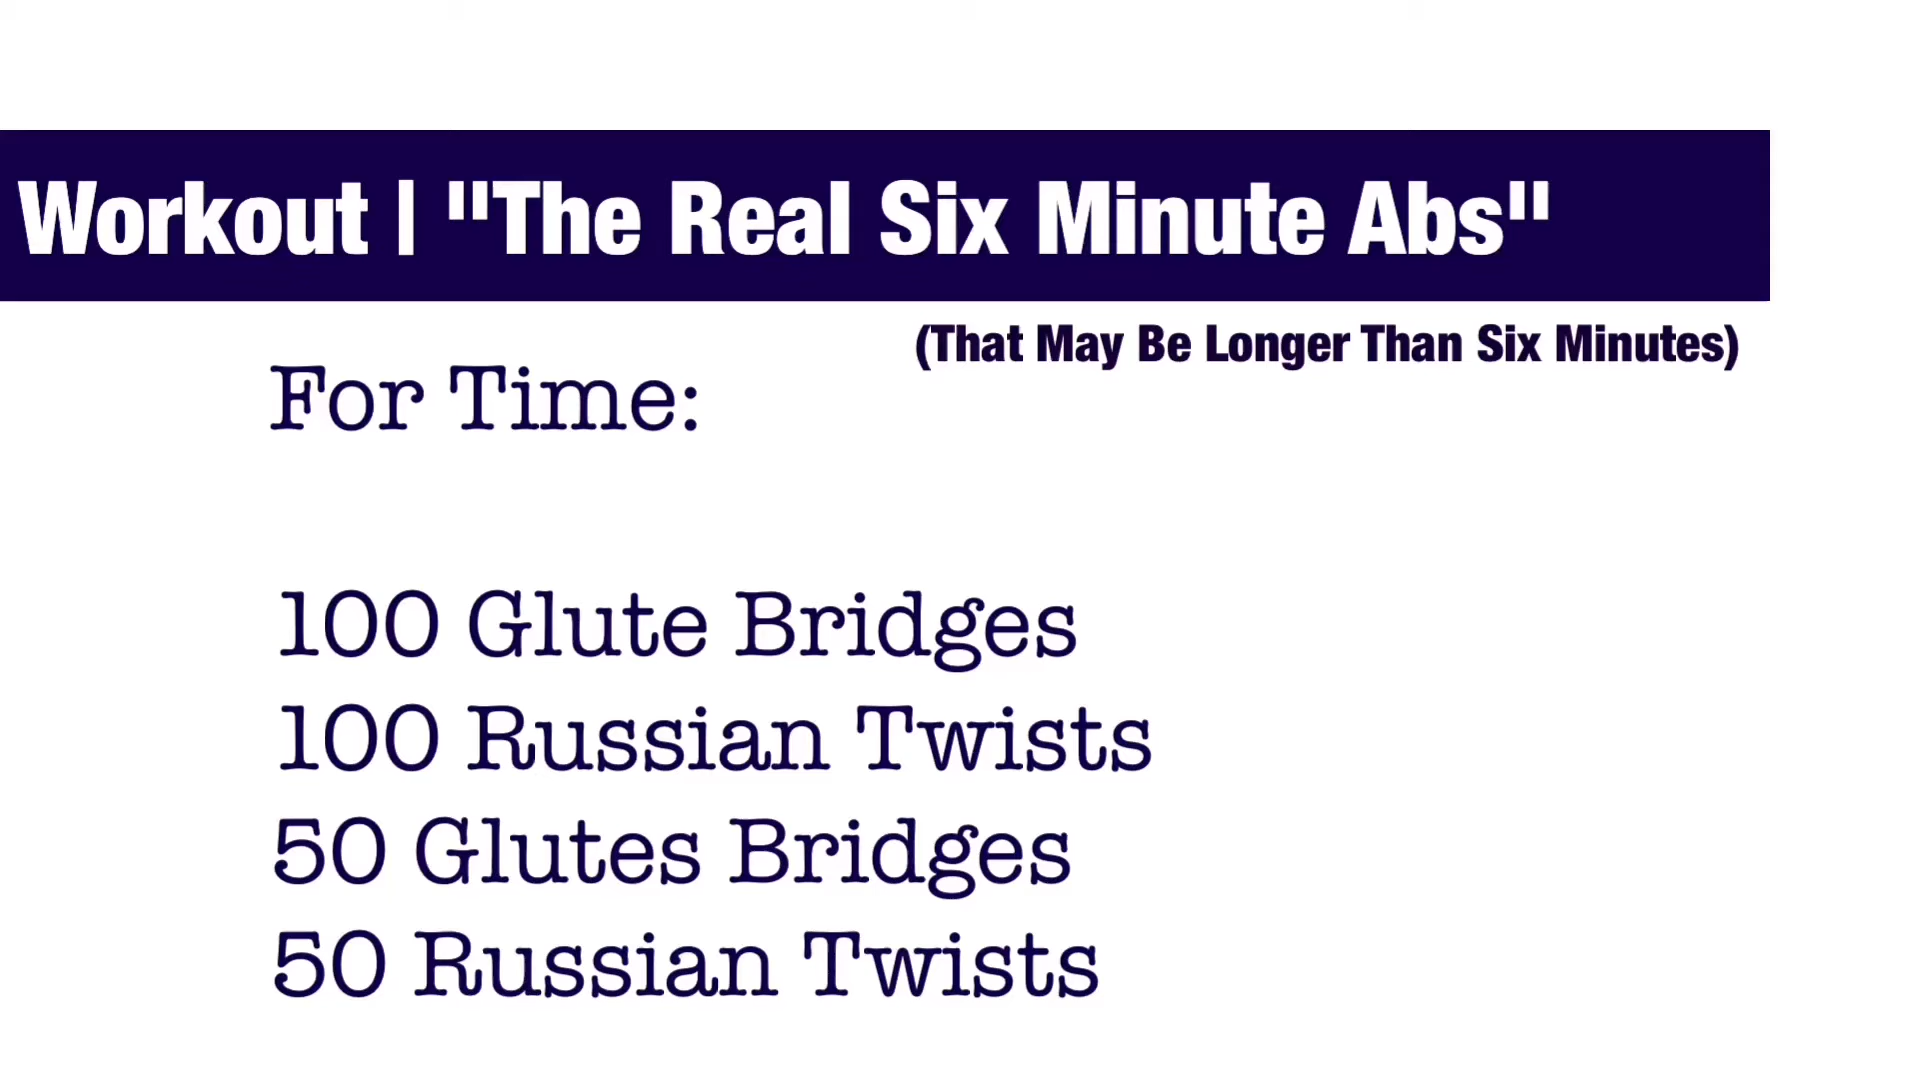 Workout | "The Real Six Minute Abs"
(That May Be Longer Than Six Minutes)
For Time:
100 Glute Bridges
100 Russian Twists
50 Glutes Bridges
50 Russian Twists